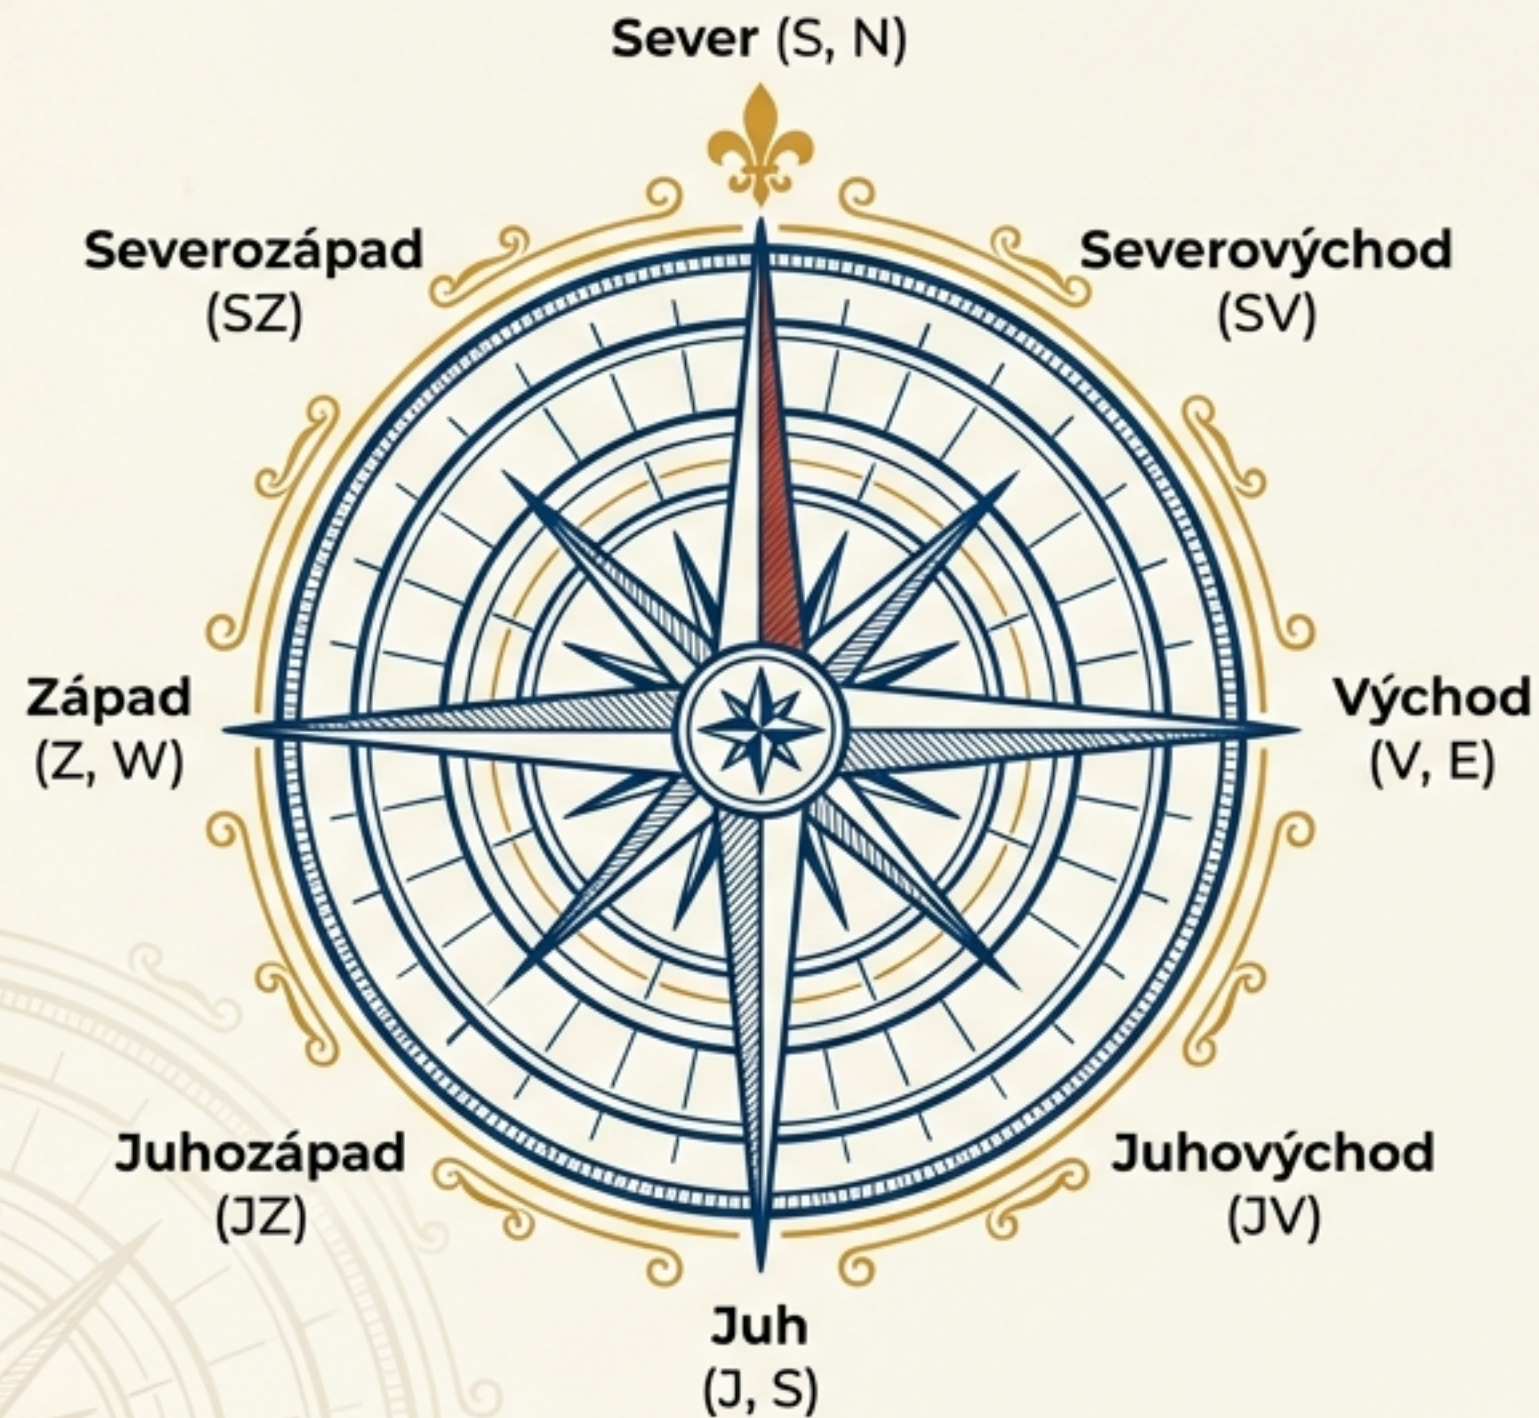 Sever (S, N)
Severozápad
(SZ)
Severovýchod
(SV)
Západ
(Z, W)
Východ
(V, E)
Juhozápad
(JZ)
Juhovýchod
(JV)
Juh
(J, S)